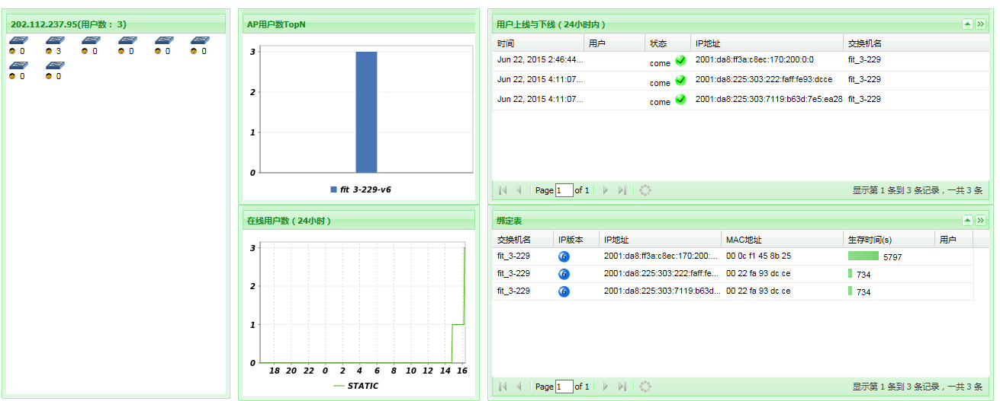 202.112.237.95(用户数： 3)
0 3 0 0 0 0
0 0
AP用户数TopN
3
2
1
0
fit_3-229-v6
在线用户数（24小时）
3
2
1
0
18 20 22 0 2 4 6 8 10 12 14 16
STATIC
用户上线与下线（24小时内）
时间 用户 状态 IP地址 交换机名
Jun 22, 2015 2:46:44... come 2001:da8:ff3a:c8ec:170:200:0:0 fit_3-229
Jun 22, 2015 4:11:07... come 2001:da8:225:303:222:faff:fe93:dcce fit_3-229
Jun 22, 2015 4:11:07... come 2001:da8:225:303:7119:b63d:7e5:ea28 fit_3-229
Page 1 of 1 显示第 1 条到 3 条记录，一共 3 条
绑定表
交换机名 IP版本 IP地址 MAC地址 生存时间(s) 用户
fit_3-229 6 2001:da8:ff3a:c8ec:170:200:... 00 0c f1 45 8b 25 5797
fit_3-229 6 2001:da8:225:303:222:faff:fe... 00 22 fa 93 dc ce 734
fit_3-229 6 2001:da8:225:303:7119:b63d... 00 22 fa 93 dc ce 734
Page 1 of 1 显示第 1 条到 3 条记录，一共 3 条